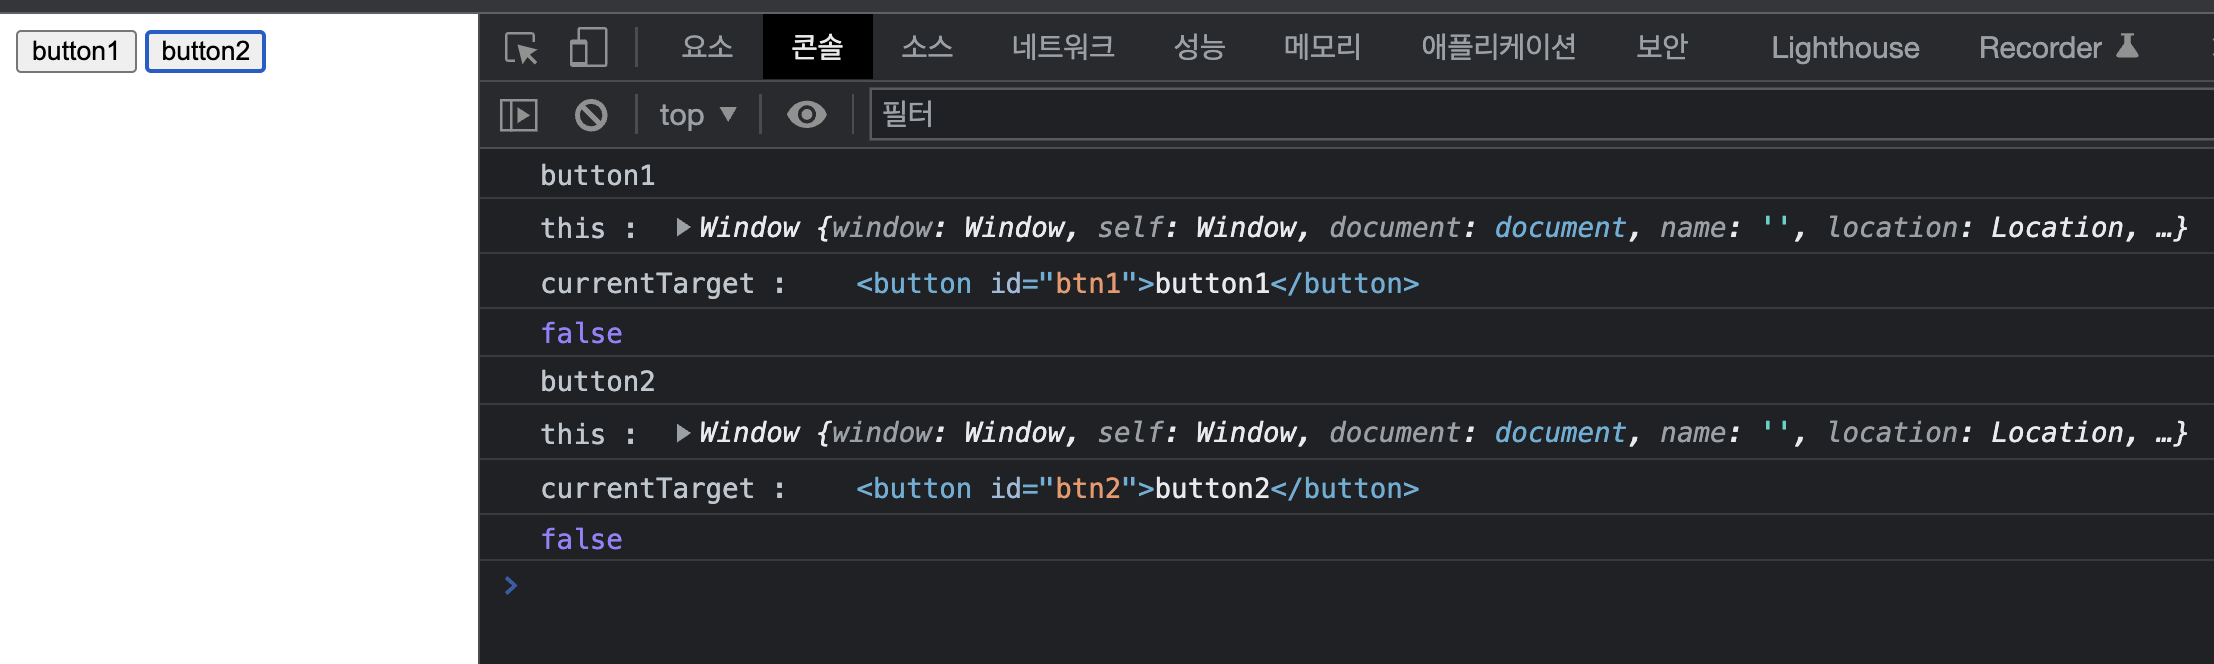 button1 button2
요소 콘솔 소스 네트워크 성능 메모리 애플리케이션 보안 Lighthouse Recorder
top ▼ 필터
button1
this : ▶Window {window: Window, self: Window, document: document, name: '', location: Location, …}
currentTarget : <button id="btn1">button1</button>
false
button2
this : ▶Window {window: Window, self: Window, document: document, name: '', location: Location, …}
currentTarget : <button id="btn2">button2</button>
false
>